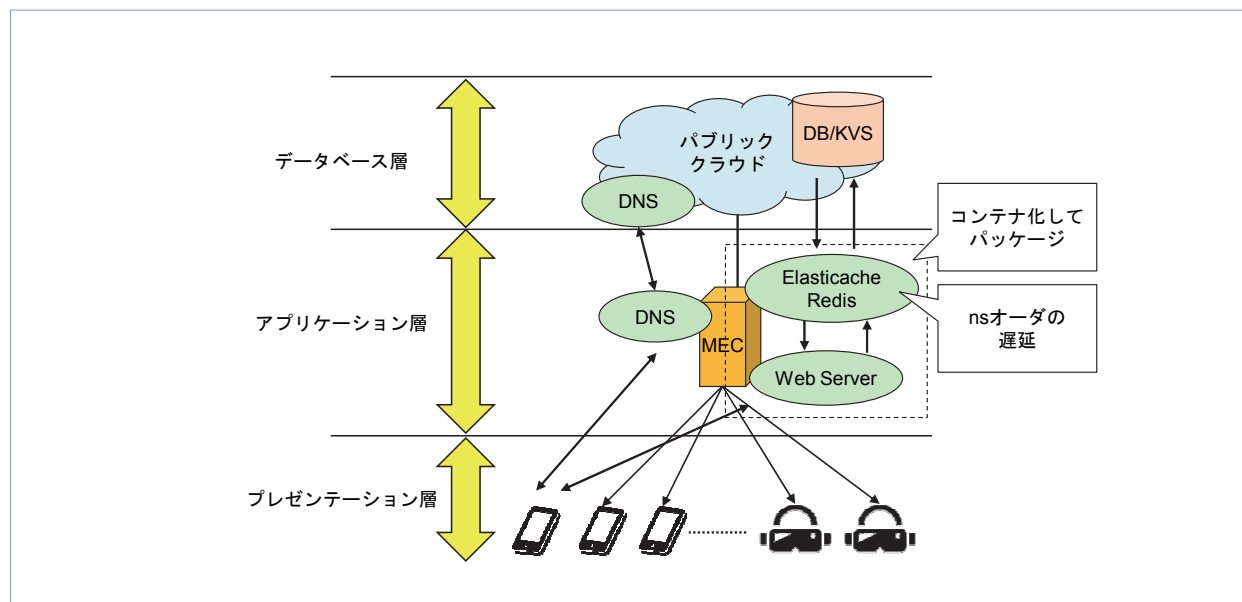 データベース層
パブリック
クラウド
DB/KVS
DNS
コンテナ化して
パッケージ
アプリケーション層
DNS
MEC
Elasticache
Redis
nsオーダの
遅延
Web Server
プレゼンテーション層